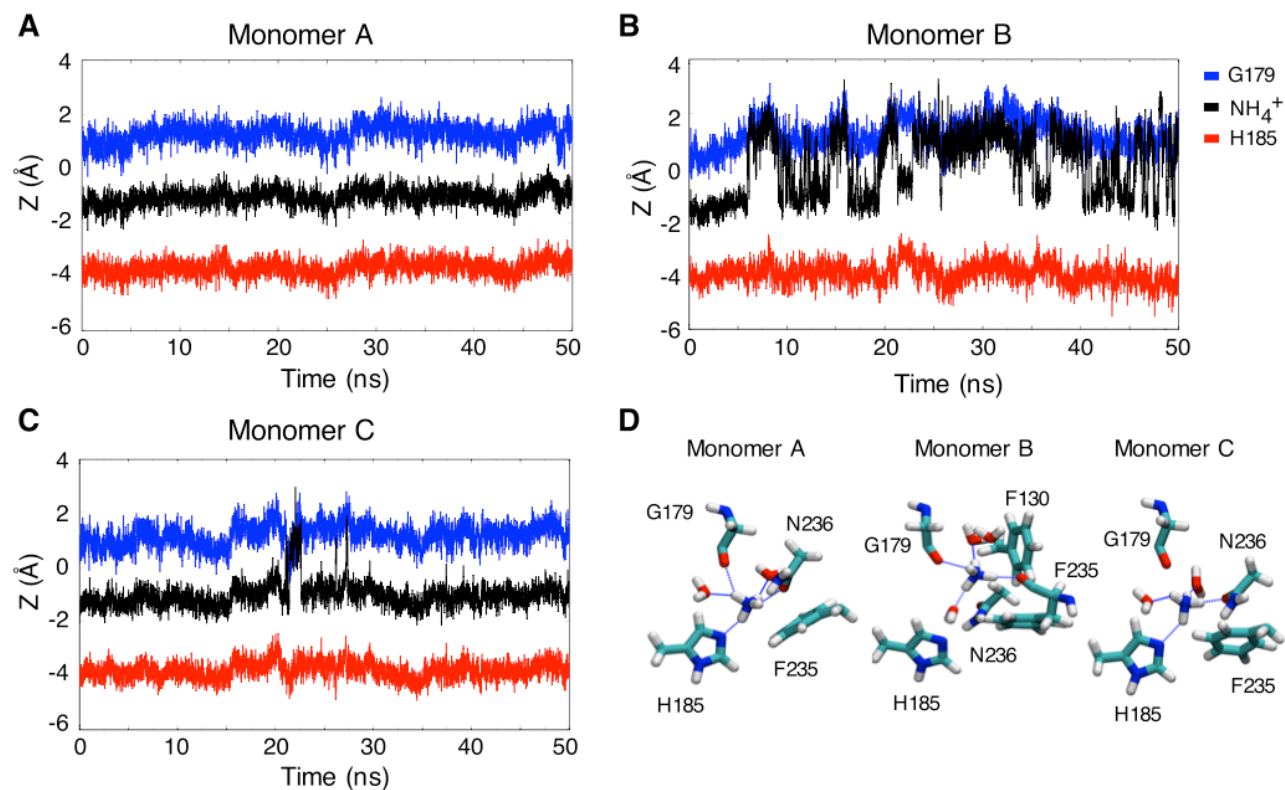 A
Monomer A
4
2
0
-2
-4
-6
Z (Å)
0 10 20 30 40 50
Time (ns)
B
Monomer B
4
2
0
-2
-4
-6
Z (Å)
0 10 20 30 40 50
Time (ns)
G179
NH4+
H185
C
Monomer C
4
2
0
-2
-4
-6
Z (Å)
0 10 20 30 40 50
Time (ns)
D
Monomer A
G179
N236
F235
H185
Monomer B
F130
G179
F235
N236
H185
Monomer C
G179
N236
F235
H185